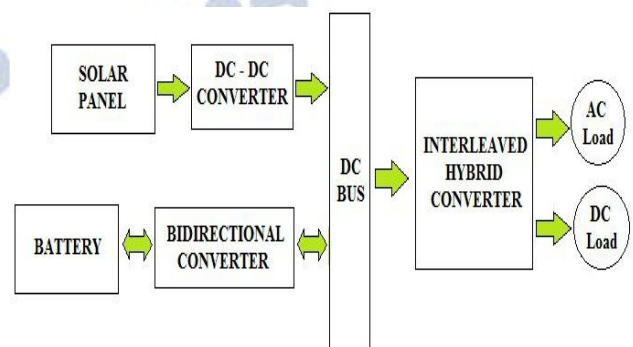 SOLAR
PANEL
DC - DC
CONVERTER
DC
BUS
INTERLEAVED
HYBRID
CONVERTER
AC
Load
DC
Load
BATTERY
BIDIRECTIONAL
CONVERTER